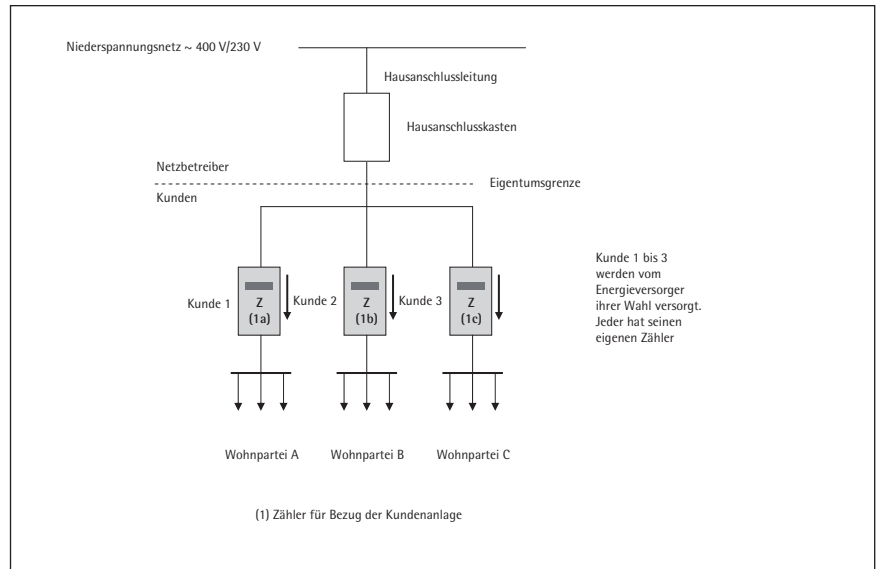 Niederspannungsnetz ~ 400 V/230 V
Hausanschlussleitung
Hausanschlusskasten
Netzbetreiber
Eigentumsgrenze
Kunden
Kunde 1 bis 3
werden vom
Energieversorger
ihrer Wahl versorgt.
Jeder hat seinen
eigenen Zähler
Kunde 1
Z
(1a)
Kunde 2
Z
(1b)
Kunde 3
Z
(1c)
Wohnpartei A
Wohnpartei B
Wohnpartei C
(1) Zähler für Bezug der Kundenanlage